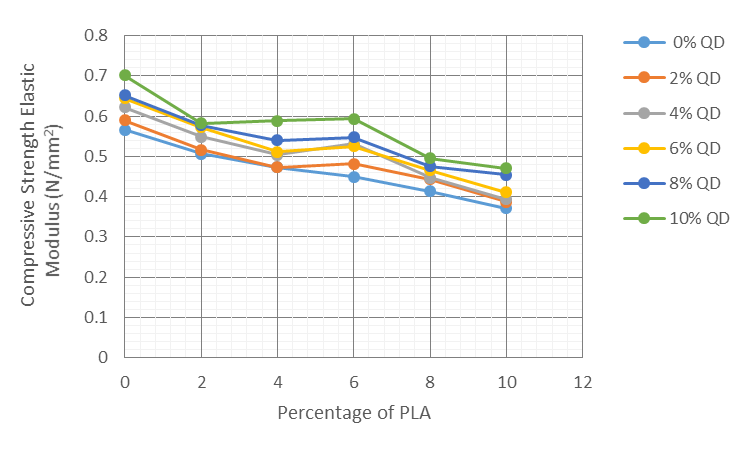 Compressive Strength Elastic
Modulus (N/mm²)
0.8
0.7
0.6
0.5
0.4
0.3
0.2
0.1
0
0 2 4 6 8 10 12
Percentage of PLA
0% QD
2% QD
4% QD
6% QD
8% QD
10% QD